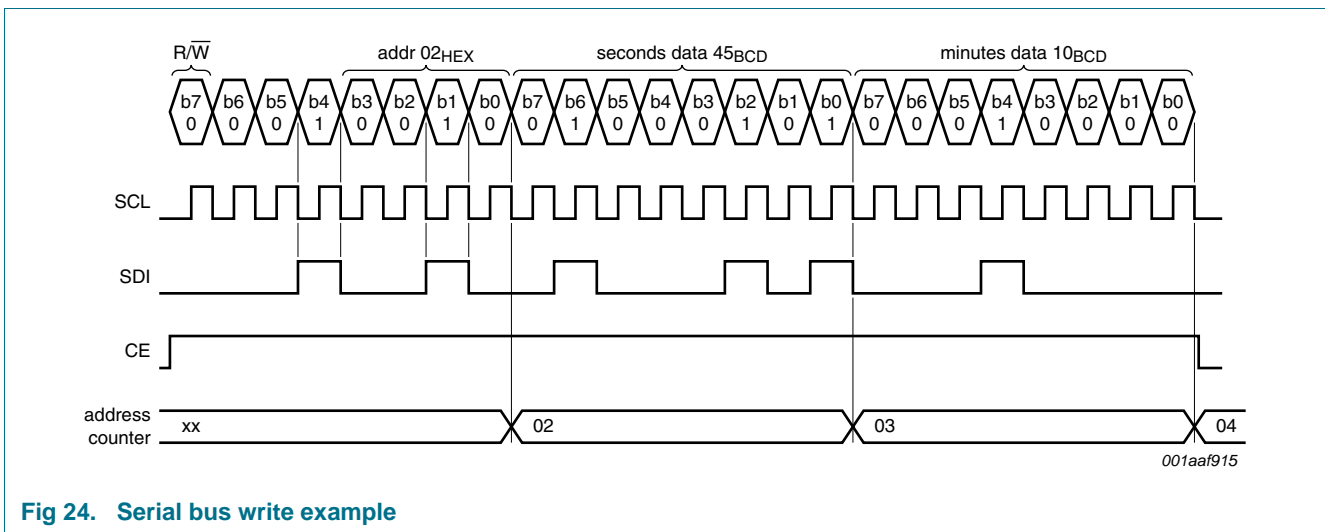 R/W addr 02HEX seconds data 45BCD minutes data 10BCD
b7 b6 b5 b4 b3 b2 b1 b0 b7 b6 b5 b4 b3 b2 b1 b0 b7 b6 b5 b4 b3 b2 b1 b0
0 0 0 1 0 0 1 0 0 1 0 0 0 1 0 1 0 0 0 1 0 0 0 0
SCL
SDI
CE
address
counter
xx 02 03 04
001aaf915
Fig 24. Serial bus write example